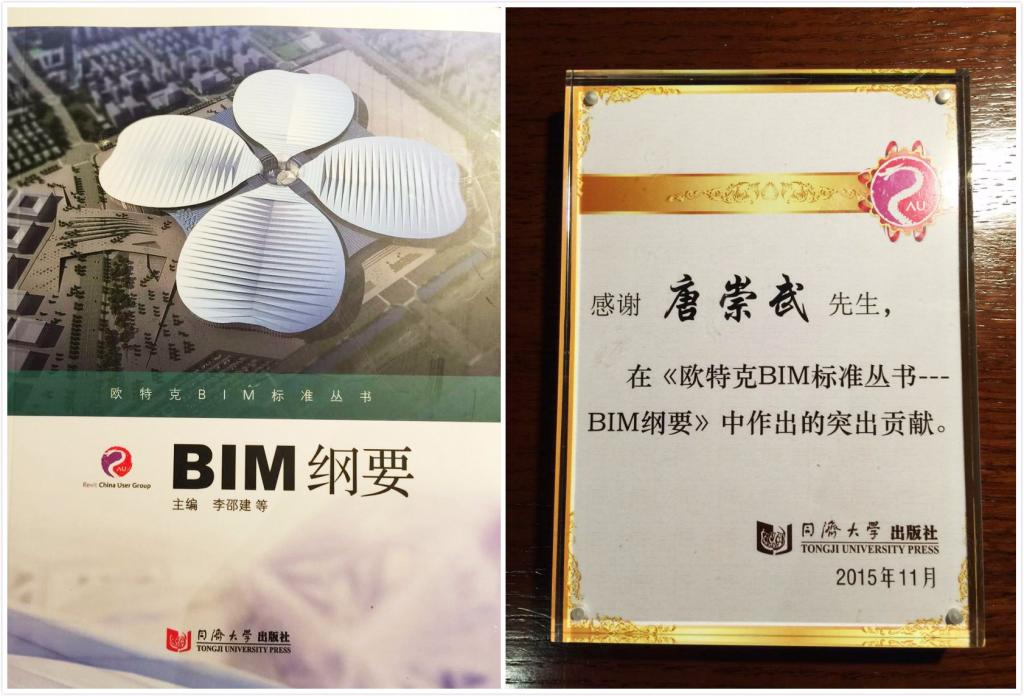 欧特克BIM标准丛书
AU
Revit China User Group
BIM纲要
主编 李邵建 等
同济大学出版社
TONGJI UNIVERSITY PRESS
AU
感谢 唐崇武 先生，
在《欧特克BIM标准丛书---
BIM纲要》中作出的突出贡献。
同济大学出版社
TONGJI UNIVERSITY PRESS
2015年11月